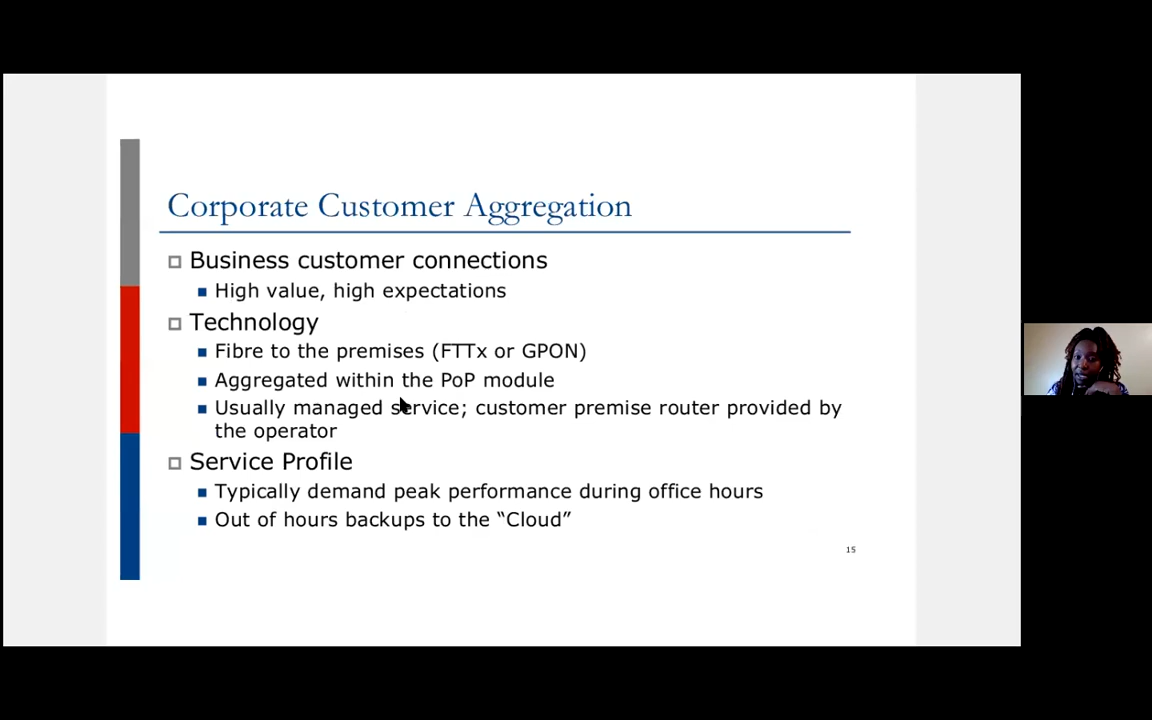 Corporate Customer Aggregation
Business customer connections
High value, high expectations
Technology
Fibre to the premises (FTTx or GPON)
Aggregated within the PoP module
Usually managed service; customer premise router provided by
the operator
Service Profile
Typically demand peak performance during office hours
Out of hours backups to the “Cloud”
15